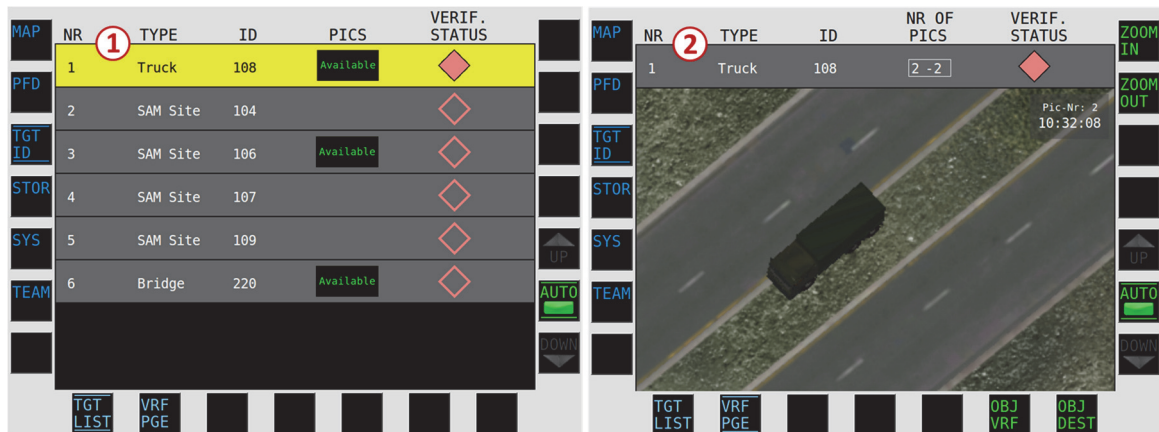 MAP
PFD
TGT
ID
STOR
SYS
TEAM
1
NR TYPE ID PICS VERIF.
STATUS
1 Truck 108 Available
2 SAM Site 104
3 SAM Site 106 Available
4 SAM Site 107
5 SAM Site 109
6 Bridge 220 Available
UP
AUTO
DOWN
TGT
LIST
VRF
PGE
MAP
PFD
TGT
ID
STOR
SYS
TEAM
2
NR TYPE ID NR OF
PICS VERIF.
STATUS
1 Truck 108 2 -2
Pic-Nr: 2
10:32:08
ZOOM
IN
ZOOM
OUT
UP
AUTO
DOWN
TGT
LIST
VRF
PGE
OBJ
VRF
OBJ
DEST